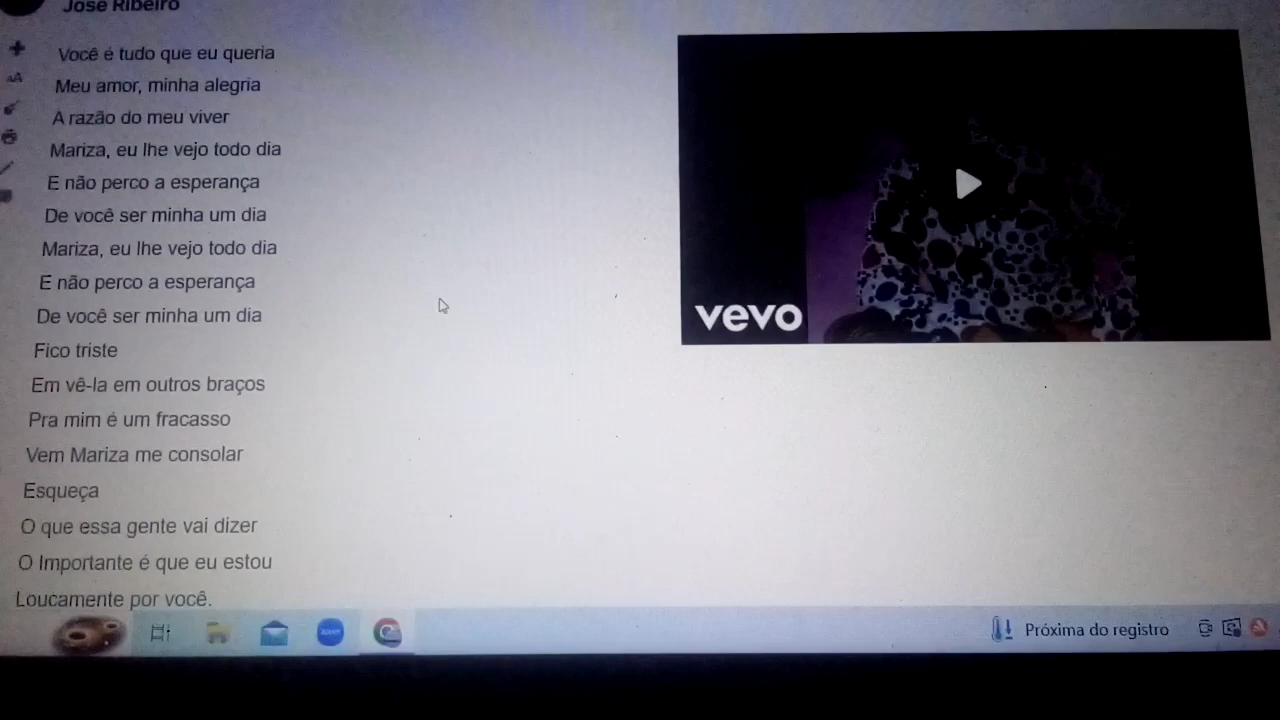 José Ribeiro
Você é tudo que eu queria
Meu amor, minha alegria
A razão do meu viver
Mariza, eu lhe vejo todo dia
E não perco a esperança
De você ser minha um dia
Mariza, eu lhe vejo todo dia
E não perco a esperança
De você ser minha um dia
Fico triste
Em vê-la em outros braços
Pra mim é um fracasso
Vem Mariza me consolar
Esqueça
O que essa gente vai dizer
O Importante é que eu estou
Loucamente por você.
vevo
AA
zoom
Próxima do registro